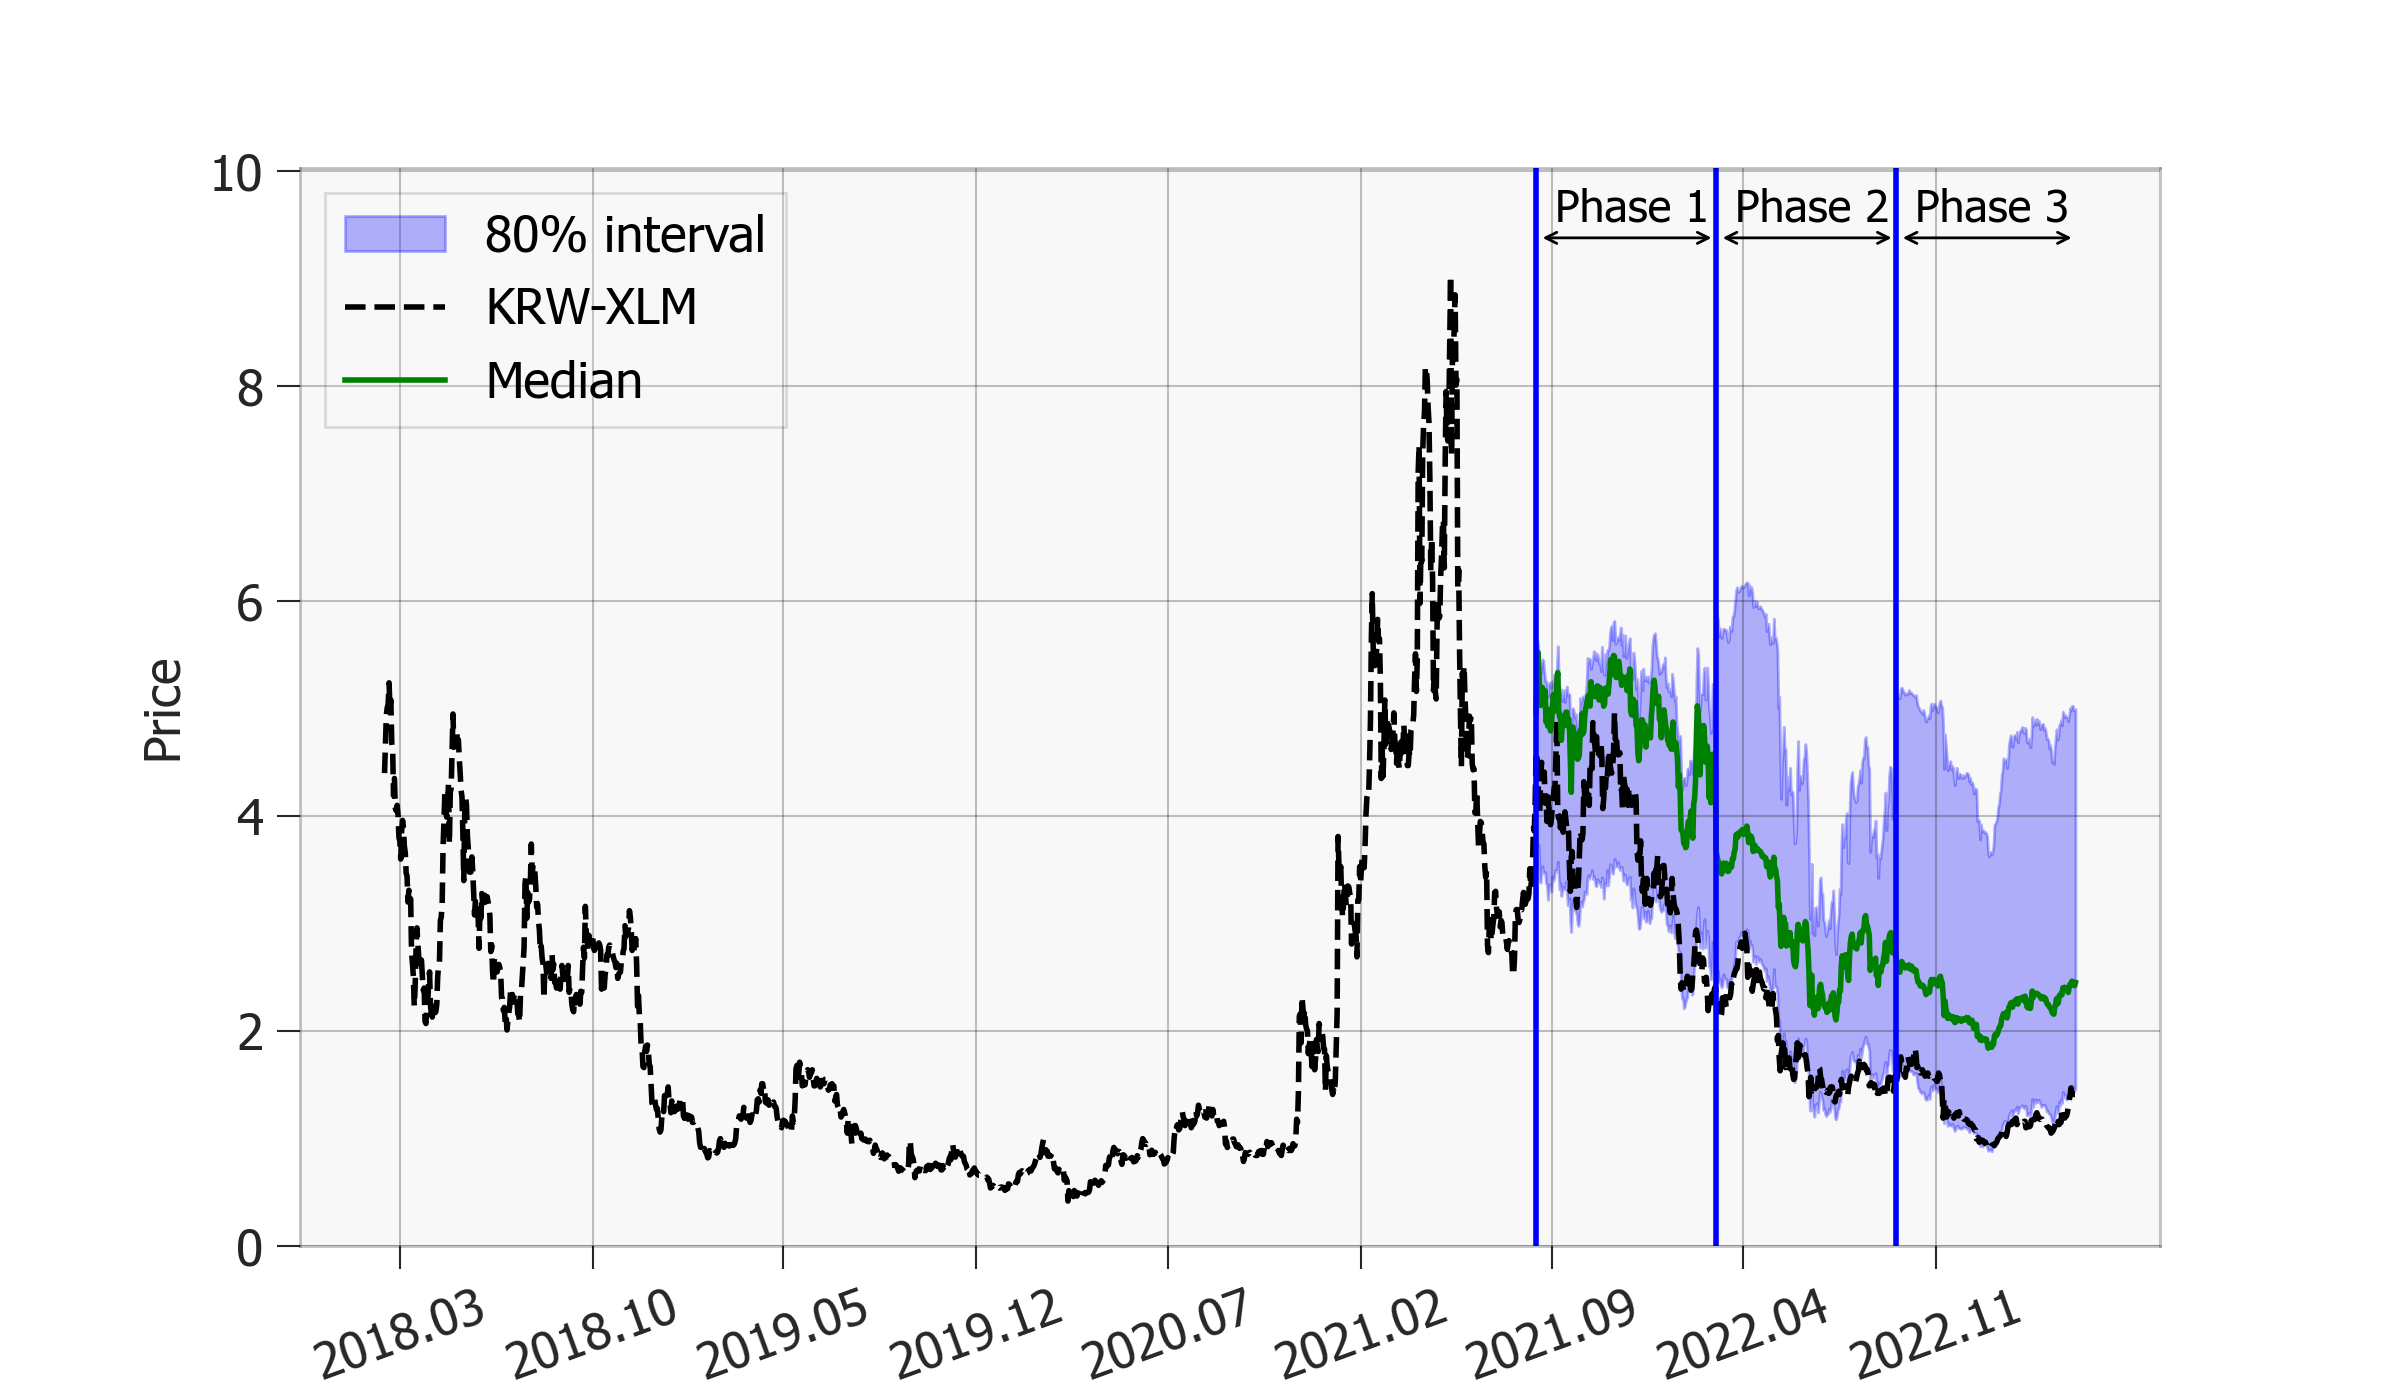 10
8
6
4
2
0
Price
80% interval
KRW-XLM
Median
Phase 1
Phase 2
Phase 3
2018.03
2018.10
2019.05
2019.12
2020.07
2021.02
2021.09
2022.04
2022.11